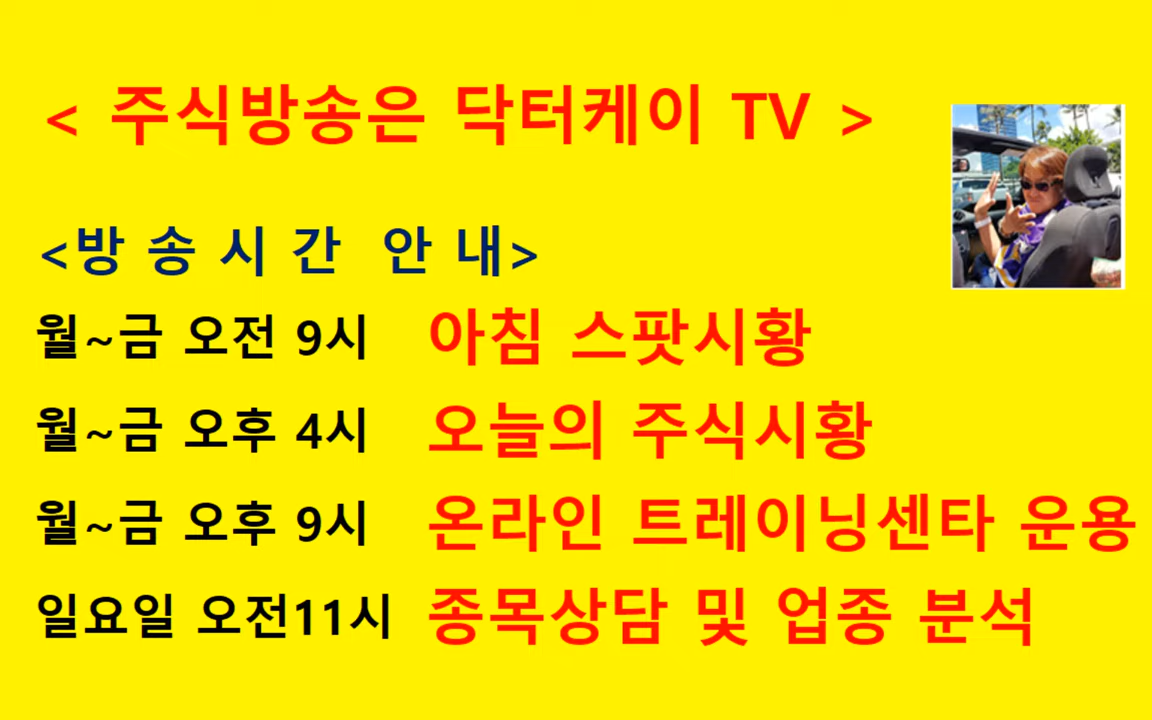 < 주식방송은 닥터케이 TV >
<방 송 시 간 안 내>
월~금 오전 9시 아침 스팟시황
월~금 오후 4시 오늘의 주식시황
월~금 오후 9시 온라인 트레이닝센타 운용
일요일 오전11시 종목상담 및 업종 분석